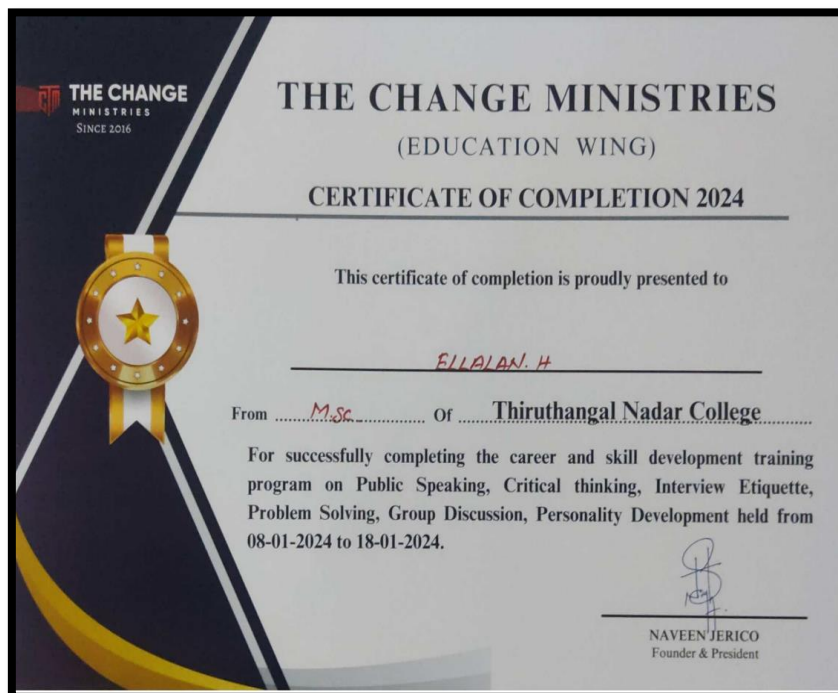 THE CHANGE
MINISTRIES
SINCE 2016
THE CHANGE MINISTRIES
(EDUCATION WING)
CERTIFICATE OF COMPLETION 2024
This certificate of completion is proudly presented to
ELLALAN. H
From M.Sc Of Thiruthangal Nadar College
For successfully completing the career and skill development training
program on Public Speaking, Critical thinking, Interview Etiquette,
Problem Solving, Group Discussion, Personality Development held from
08-01-2024 to 18-01-2024.
NAVEEN JERICO
Founder & President